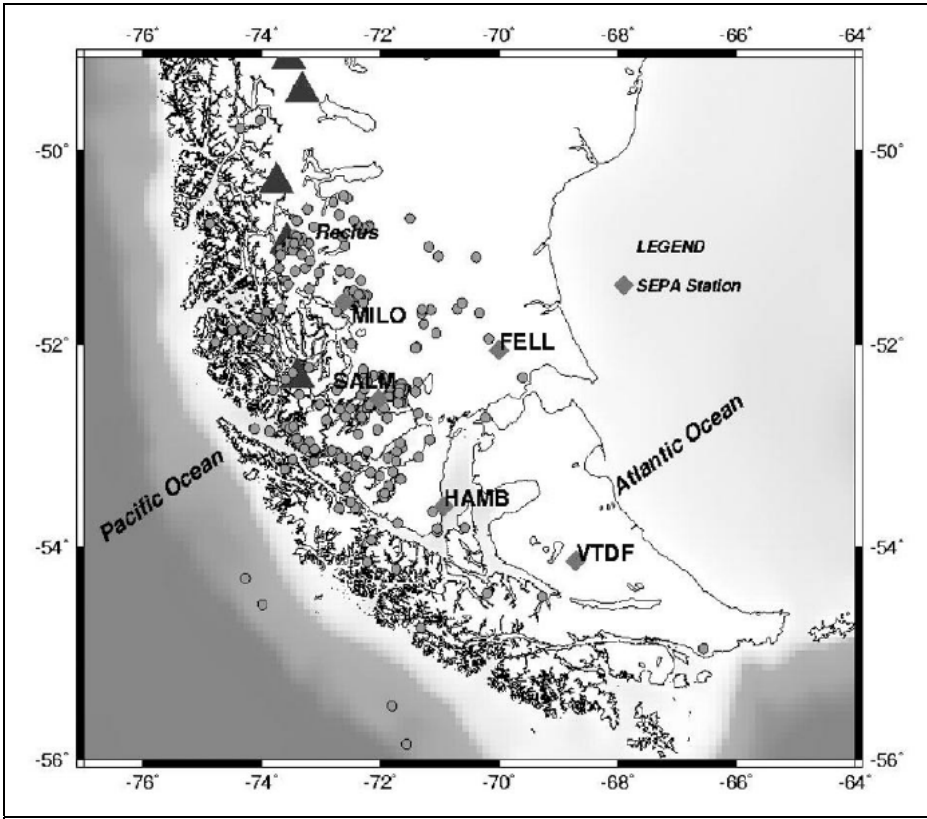 -76° -74° -72° -70° -68° -66° -64°
-50°
-50°
Reclus
LEGEND
SEPA Station
MILO
FELL
-52°
-52°
SALM
Pacific Ocean
Atlantic Ocean
HAMB
VTDF
-54°
-54°
-56°
-56°
-76° -74° -72° -70° -68° -66° -64°